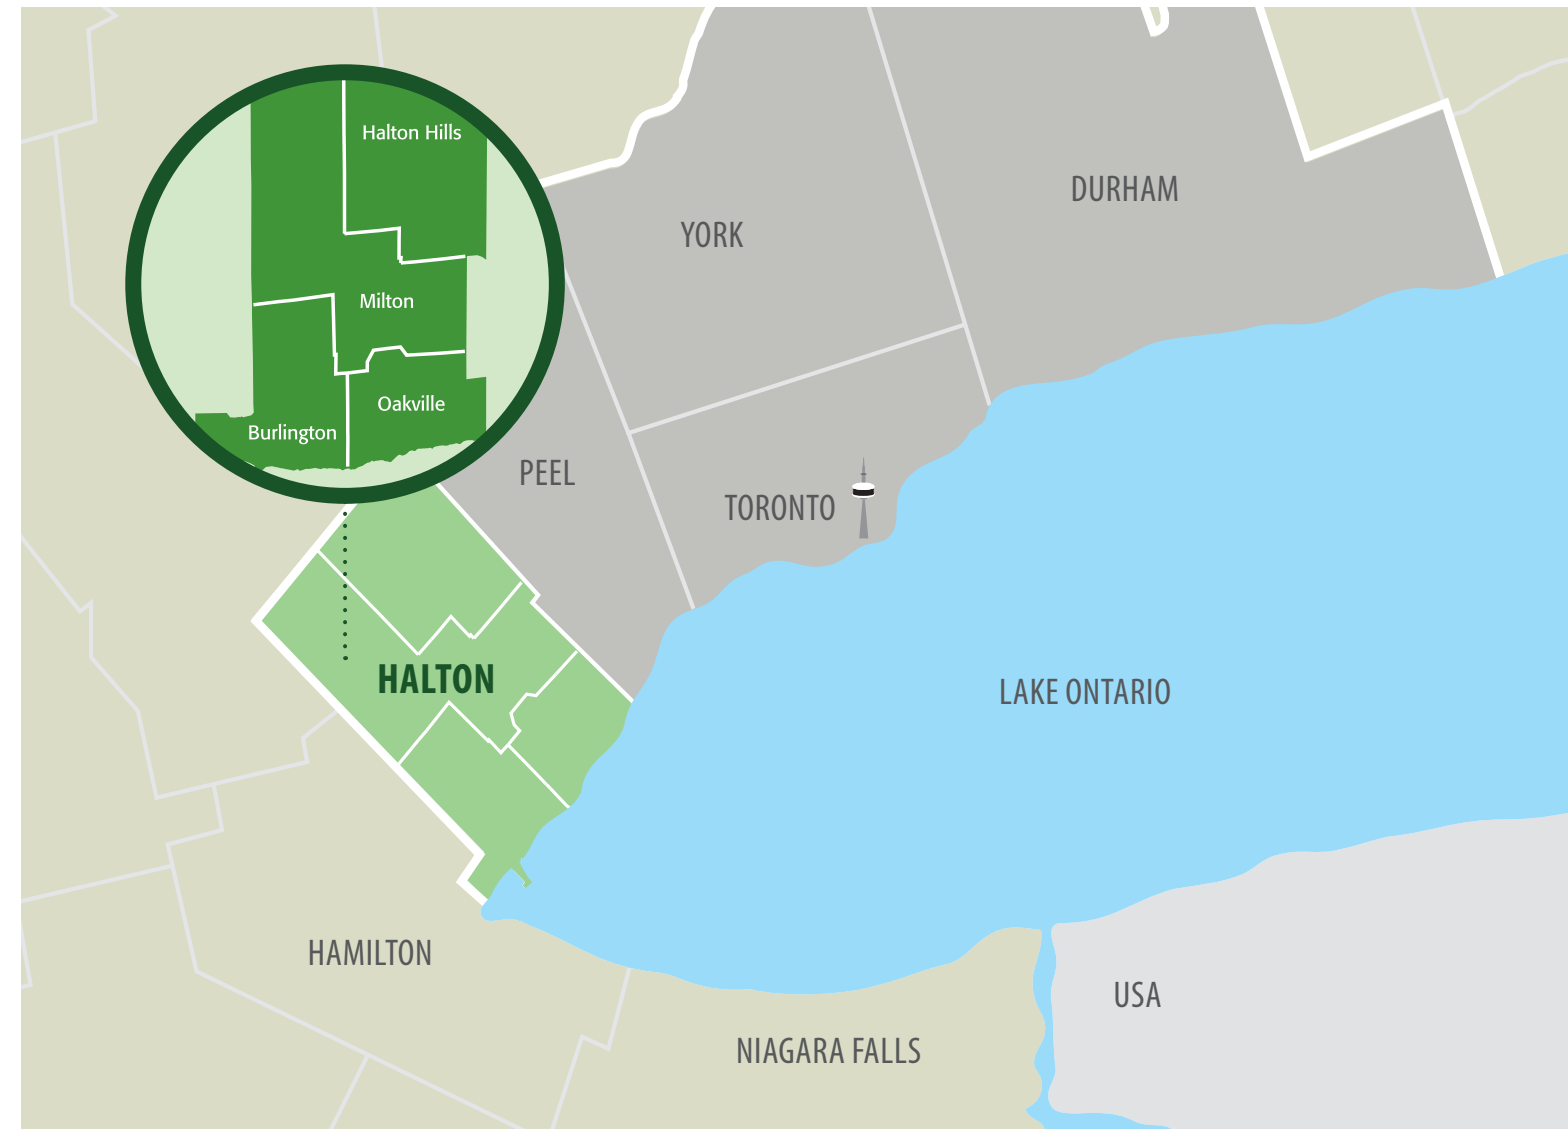 Halton Hills
Milton
Oakville
Burlington
YORK
DURHAM
PEEL
TORONTO
HALTON
LAKE ONTARIO
HAMILTON
USA
NIAGARA FALLS